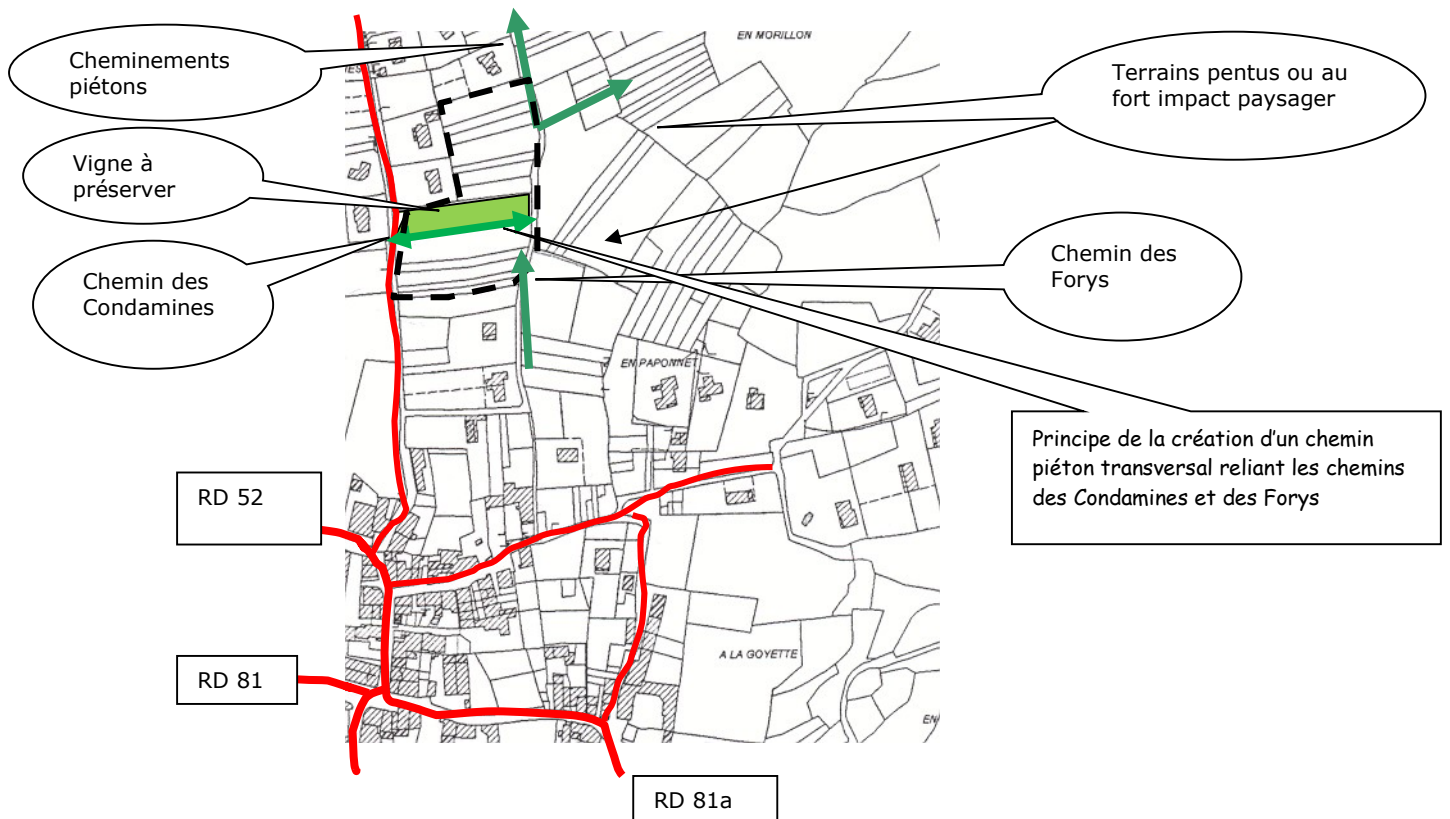 EN MORILLON
Cheminements
piétons
Terrains pentus ou au
fort impact paysager
Vigne à
préserver
Chemin des
Condamines
Chemin des
Forys
EN PAPONNET
Principe de la création d'un chemin
piéton transversal reliant les chemins
des Condamines et des Forys
RD 52
A LA GOYETTE
RD 81
RD 81a